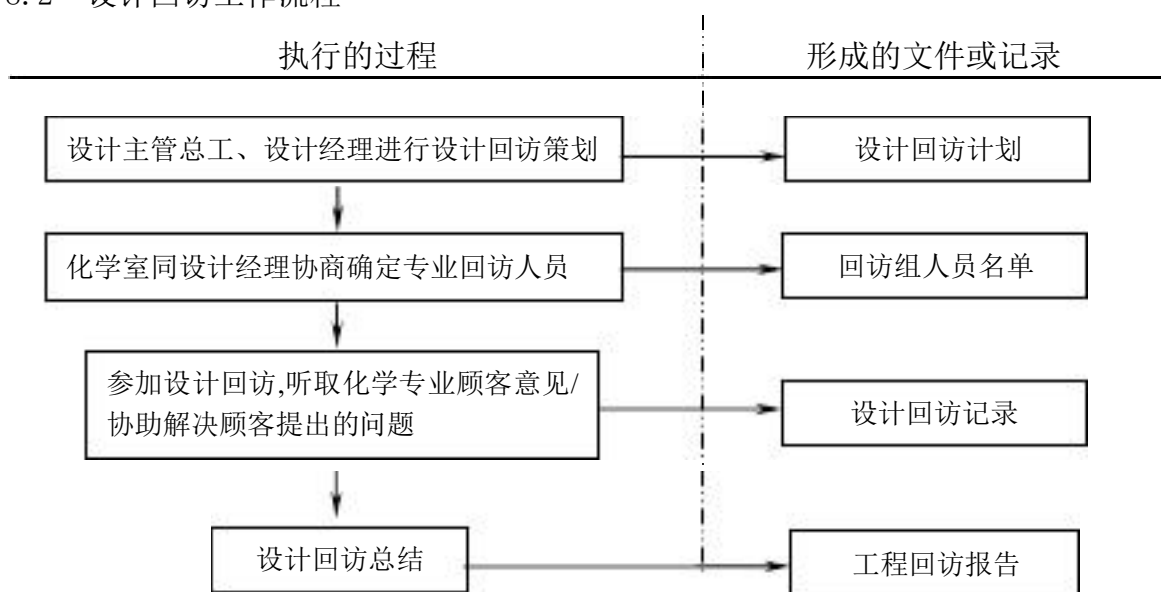 设计回访工作流程
执行的过程 形成的文件或记录
设计主管总工、设计经理进行设计回访策划 设计回访计划
化学室同设计经理协商确定专业回访人员 回访组人员名单
参加设计回访,听取化学专业顾客意见/
协助解决顾客提出的问题
设计回访记录
设计回访总结 工程回访报告